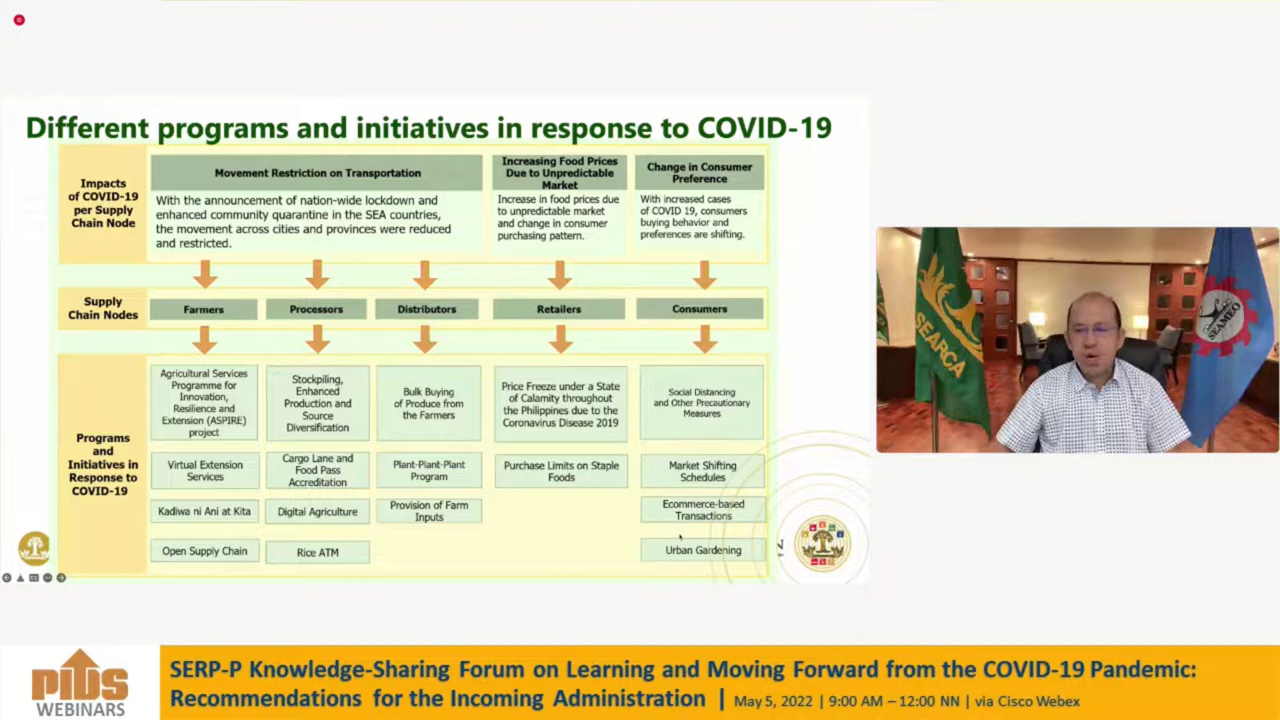 Different programs and initiatives in response to COVID-19
Impacts
of COVID-19
per Supply
Chain Node
Movement Restriction on Transportation
With the announcement of nation-wide lockdown and
enhanced community quarantine in the SEA countries,
the movement across cities and provinces were reduced
and restricted.
Increasing Food Prices
Due to Unpredictable
Market
Increase in food prices due
to unpredictable market
and change in consumer
purchasing pattern.
Change in Consumer
Preference
With increased cases
of COVID 19, consumers
buying behavior and
preferences are shifting.
Supply
Chain Nodes
Farmers
Processors
Distributors
Retailers
Consumers
Programs
and
Initiatives in
Response to
COVID-19
Agricultural Services
Programme for
Innovation,
Resilience and
Extension (ASPIRE)
project
Stockpiling,
Enhanced
Production and
Source
Diversification
Bulk Buying
of Produce from
the Farmers
Price Freeze under a State
of Calamity throughout
the Philippines due to the
Coronavirus Disease 2019
Social Distancing
and Other Precautionary
Measures
Virtual Extension
Services
Cargo Lane and
Food Pass
Accreditation
Plant-Plant-Plant
Program
Purchase Limits on Staple
Foods
Market Shifting
Schedules
Kadiwa ni Ani at Kita
Digital Agriculture
Provision of Farm
Inputs
Ecommerce-based
Transactions
Open Supply Chain
Rice ATM
Urban Gardening
SEARCA
SEAMEO
PIDS
WEBINARS
SERP-P Knowledge-Sharing Forum on Learning and Moving Forward from the COVID-19 Pandemic:
Recommendations for the Incoming Administration | May 5, 2022 | 9:00 AM – 12:00 NN | via Cisco Webex